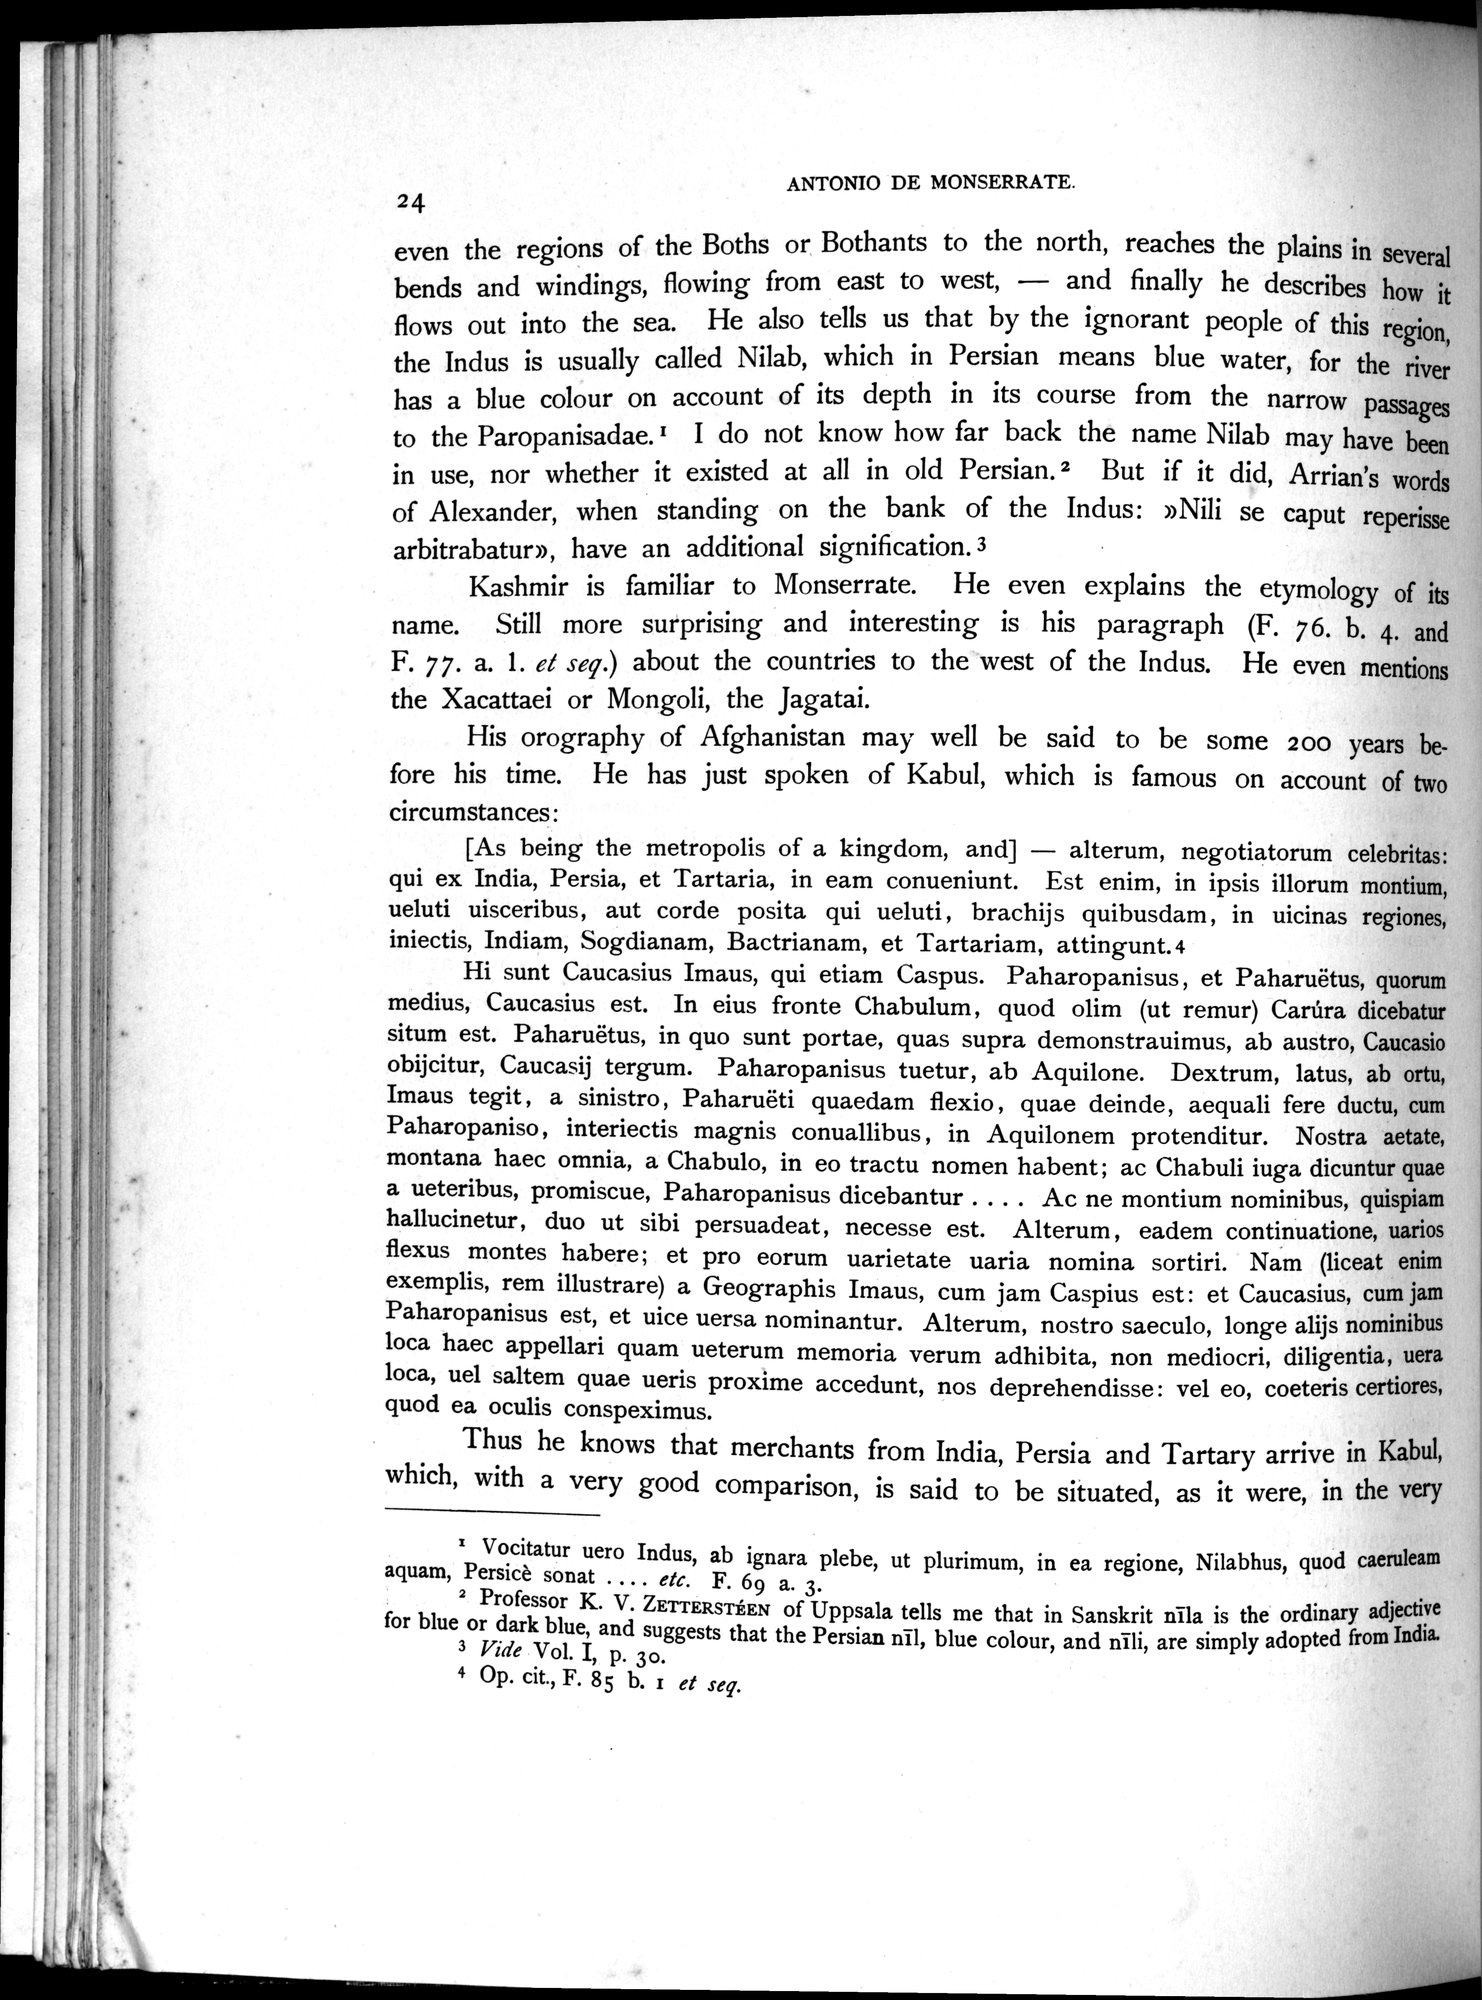 24
ANTONIO DE MONSERRATE.
even the regions of the Boths or Bothants to the north, reaches the plains in several
bends and windings, flowing from east to west, — and finally he describes how it
flows out into the sea. He also tells us that by the ignorant people of this region,
the Indus is usually called Nilab, which in Persian means blue water, for the river
has a blue colour on account of its depth in its course from the narrow passages
to the Paropanisadae.¹ I do not know how far back the name Nilab may have been
in use, nor whether it existed at all in old Persian.² But if it did, Arrian's words
of Alexander, when standing on the bank of the Indus: »Nili se caput reperisse
arbitrabatur», have an additional signification.³
Kashmir is familiar to Monserrate. He even explains the etymology of its
name. Still more surprising and interesting is his paragraph (F. 76. b. 4. and
F. 77. a. 1. et seq.) about the countries to the west of the Indus. He even mentions
the Xacattaei or Mongoli, the Jagatai.
His orography of Afghanistan may well be said to be some 200 years be-
fore his time. He has just spoken of Kabul, which is famous on account of two
circumstances:
[As being the metropolis of a kingdom, and] — alterum, negotiatorum celebritas:
qui ex India, Persia, et Tartaria, in eam conueniunt. Est enim, in ipsis illorum montium,
ueluti uisceribus, aut corde posita qui ueluti, brachijs quibusdam, in uicinas regiones,
iniectis, Indiam, Sogdianam, Bactrianam, et Tartariam, attingunt.⁴
Hi sunt Caucasius Imaus, qui etiam Caspus. Paharopanisus, et Paharuëtus, quorum
medius, Caucasius est. In eius fronte Chabulum, quod olim (ut remur) Carúra dicebatur
situm est. Paharuëtus, in quo sunt portae, quas supra demonstrauimus, ab austro, Caucasio
obijcitur, Caucasij tergum. Paharopanisus tuetur, ab Aquilone. Dextrum, latus, ab ortu,
Imaus tegit, a sinistro, Paharuëti quaedam flexio, quae deinde, aequali fere ductu, cum
Paharopaniso, interiectis magnis conuallibus, in Aquilonem protenditur. Nostra aetate,
montana haec omnia, a Chabulo, in eo tractu nomen habent; ac Chabuli iuga dicuntur quae
a ueteribus, promiscue, Paharopanisus dicebantur .... Ac ne montium nominibus, quispiam
hallucinetur, duo ut sibi persuadeat, necesse est. Alterum, eadem continuatione, uarios
flexus montes habere; et pro eorum uarietate uaria nomina sortiri. Nam (liceat enim
exemplis, rem illustrare) a Geographis Imaus, cum jam Caspius est: et Caucasius, cum jam
Paharopanisus est, et uice uersa nominantur. Alterum, nostro saeculo, longe alijs nominibus
loca haec appellari quam ueterum memoria verum adhibita, non mediocri, diligentia, uera
loca, uel saltem quae ueris proxime accedunt, nos deprehendisse: vel eo, coeteris certiores,
quod ea oculis conspeximus.
Thus he knows that merchants from India, Persia and Tartary arrive in Kabul,
which, with a very good comparison, is said to be situated, as it were, in the very
¹ Vocitatur uero Indus, ab ignara plebe, ut plurimum, in ea regione, Nilabhus, quod caeruleam
aquam, Persicè sonat .... etc. F. 69 a. 3.
² Professor K. V. ZETTERSTÉEN of Uppsala tells me that in Sanskrit nīla is the ordinary adjective
for blue or dark blue, and suggests that the Persian nīl, blue colour, and nīli, are simply adopted from India.
³ Vide Vol. I, p. 30.
⁴ Op. cit., F. 85 b. 1 et seq.